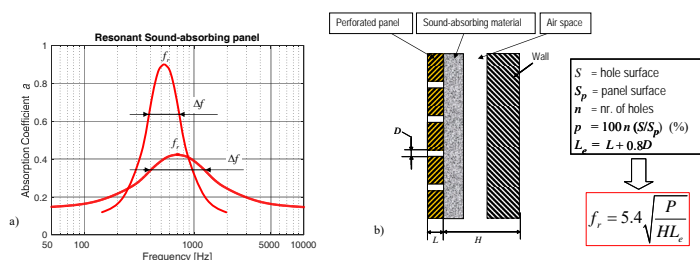 Resonant Sound-absorbing panel
Absorption Coefficient a
1
0.8
0.6
0.4
0.2
0
f_r
Δf
f_r
Δf
50 100 1000 5000 10000
Frequency [Hz]
a)
Perforated panel
Sound-absorbing material
Air space
Wall
D
L
H
b)
S = hole surface
S_p = panel surface
n = nr. of holes
p = 100 n (S/S_p) (%)
L_e = L + 0.8D
f_r = 5.4 √(P / HL_e)